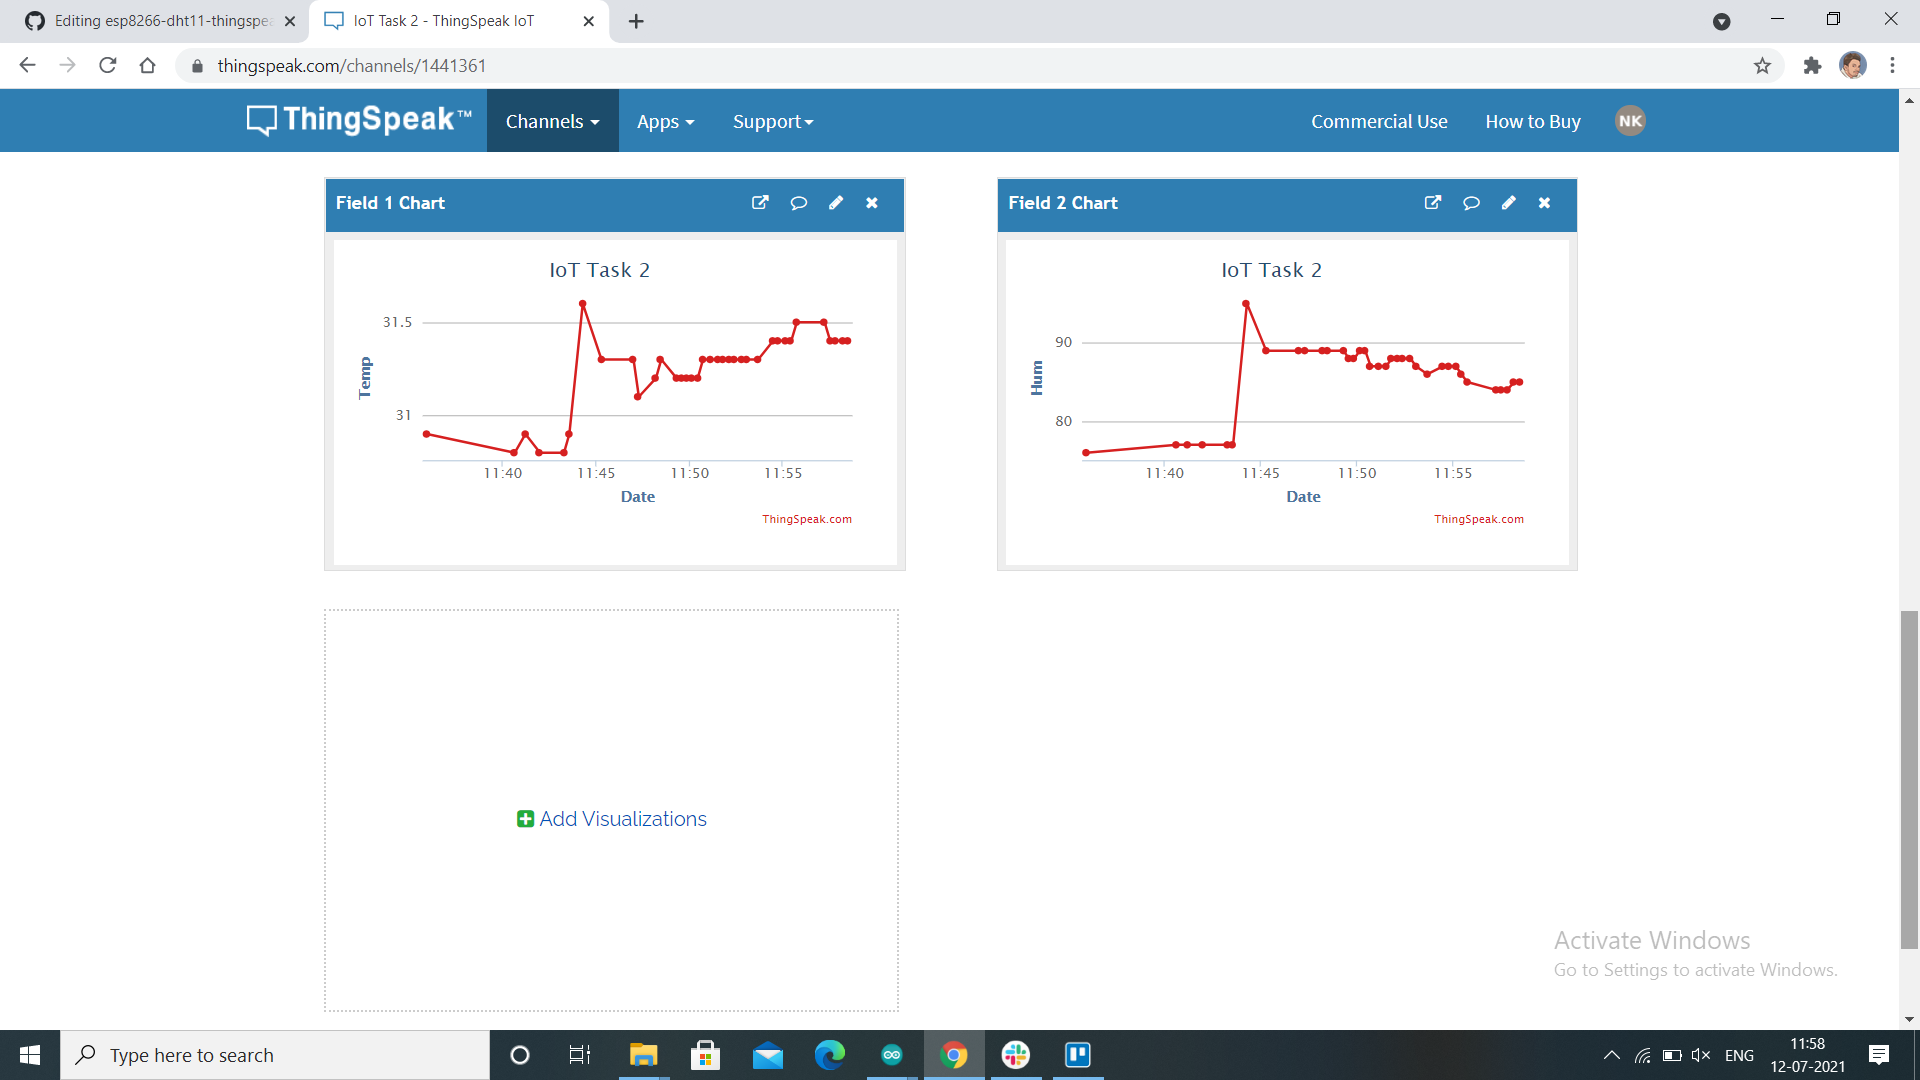 Editing esp8266-dht11-thingspea
IoT Task 2 - ThingSpeak IoT
thingspeak.com/channels/1441361
ThingSpeak™
Channels
Apps
Support
Commercial Use
How to Buy
NK
Field 1 Chart
IoT Task 2
Temp
31.5
31
11:40
11:45
11:50
11:55
Date
ThingSpeak.com
Field 2 Chart
IoT Task 2
Hum
90
80
11:40
11:45
11:50
11:55
Date
ThingSpeak.com
Add Visualizations
Activate Windows
Go to Settings to activate Windows.
Type here to search
ENG
11:58
12-07-2021